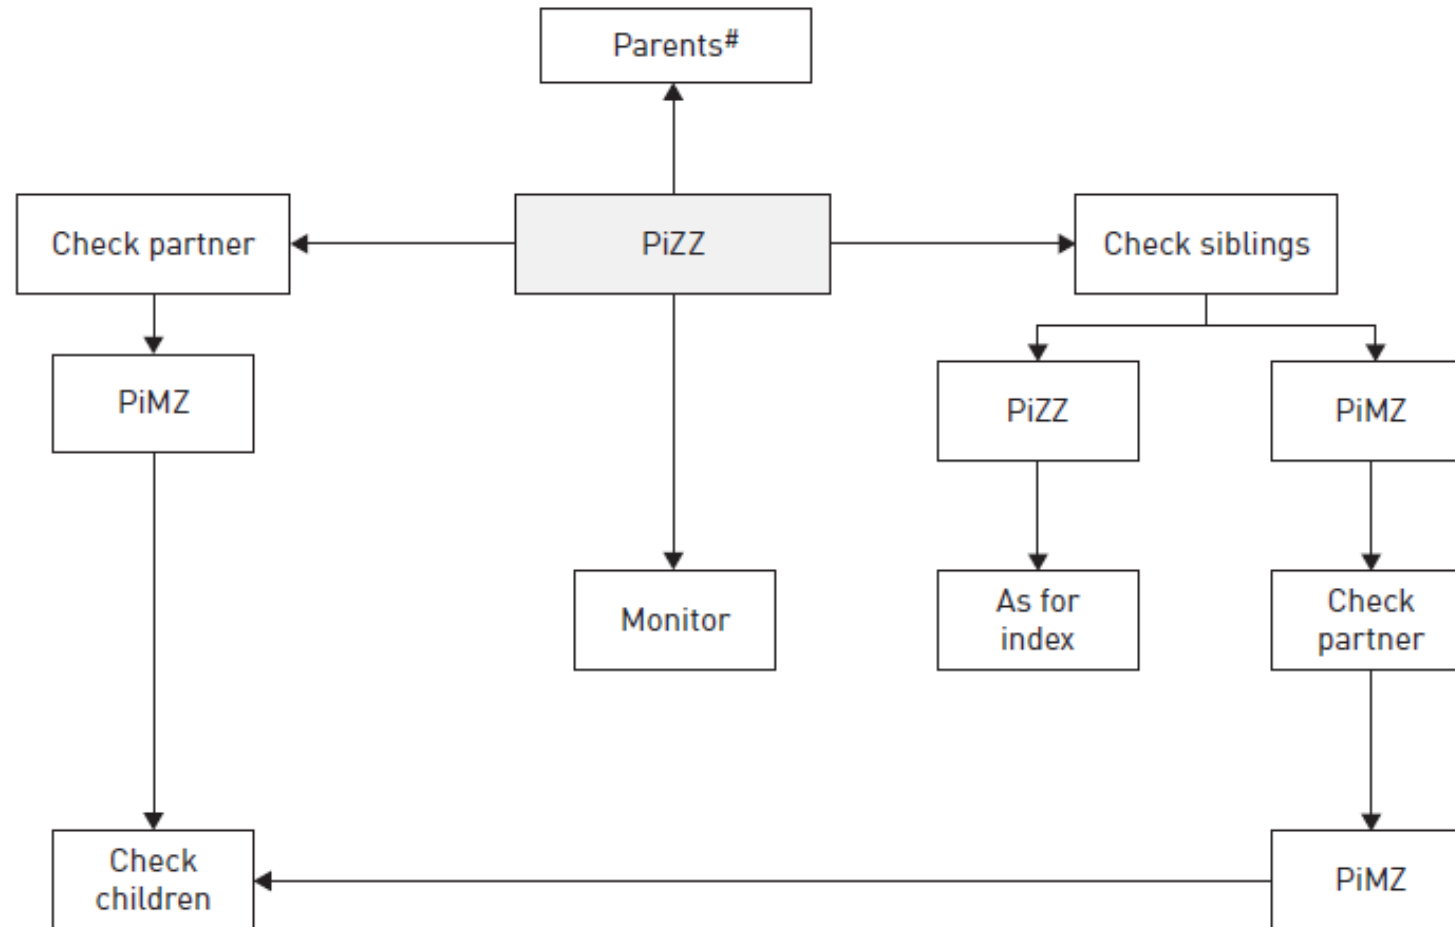 Parents#
Check partner
PiZZ
Check siblings
PiMZ
PiZZ
PiMZ
Monitor
As for
index
Check
partner
Check
children
PiMZ